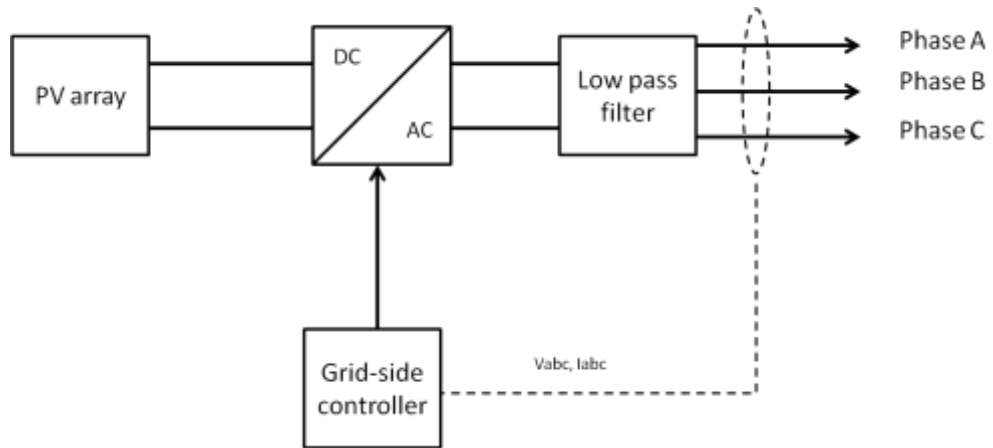 PV array
DC
AC
Low pass
filter
Phase A
Phase B
Phase C
Grid-side
controller
Vabc, Iabc